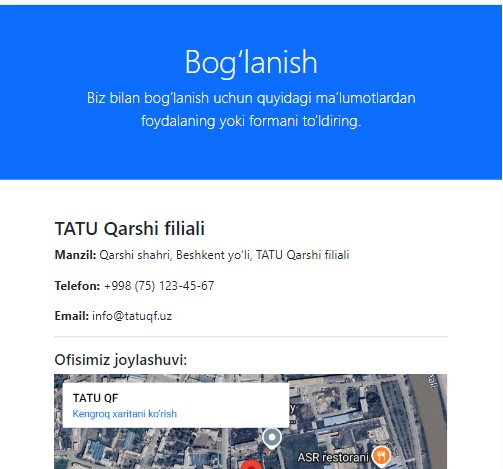 Bog‘lanish
Biz bilan bog‘lanish uchun quyidagi ma’lumotlardan
foydalaning yoki formani to‘ldiring.
TATU Qarshi filiali
Manzil: Qarshi shahri, Beshkent yo‘li, TATU Qarshi filiali
Telefon: +998 (75) 123-45-67
Email: info@tatuqf.uz
Ofisimiz joylashuvi:
TATU QF
Kengroq xaritani ko‘rish
ASR restorani